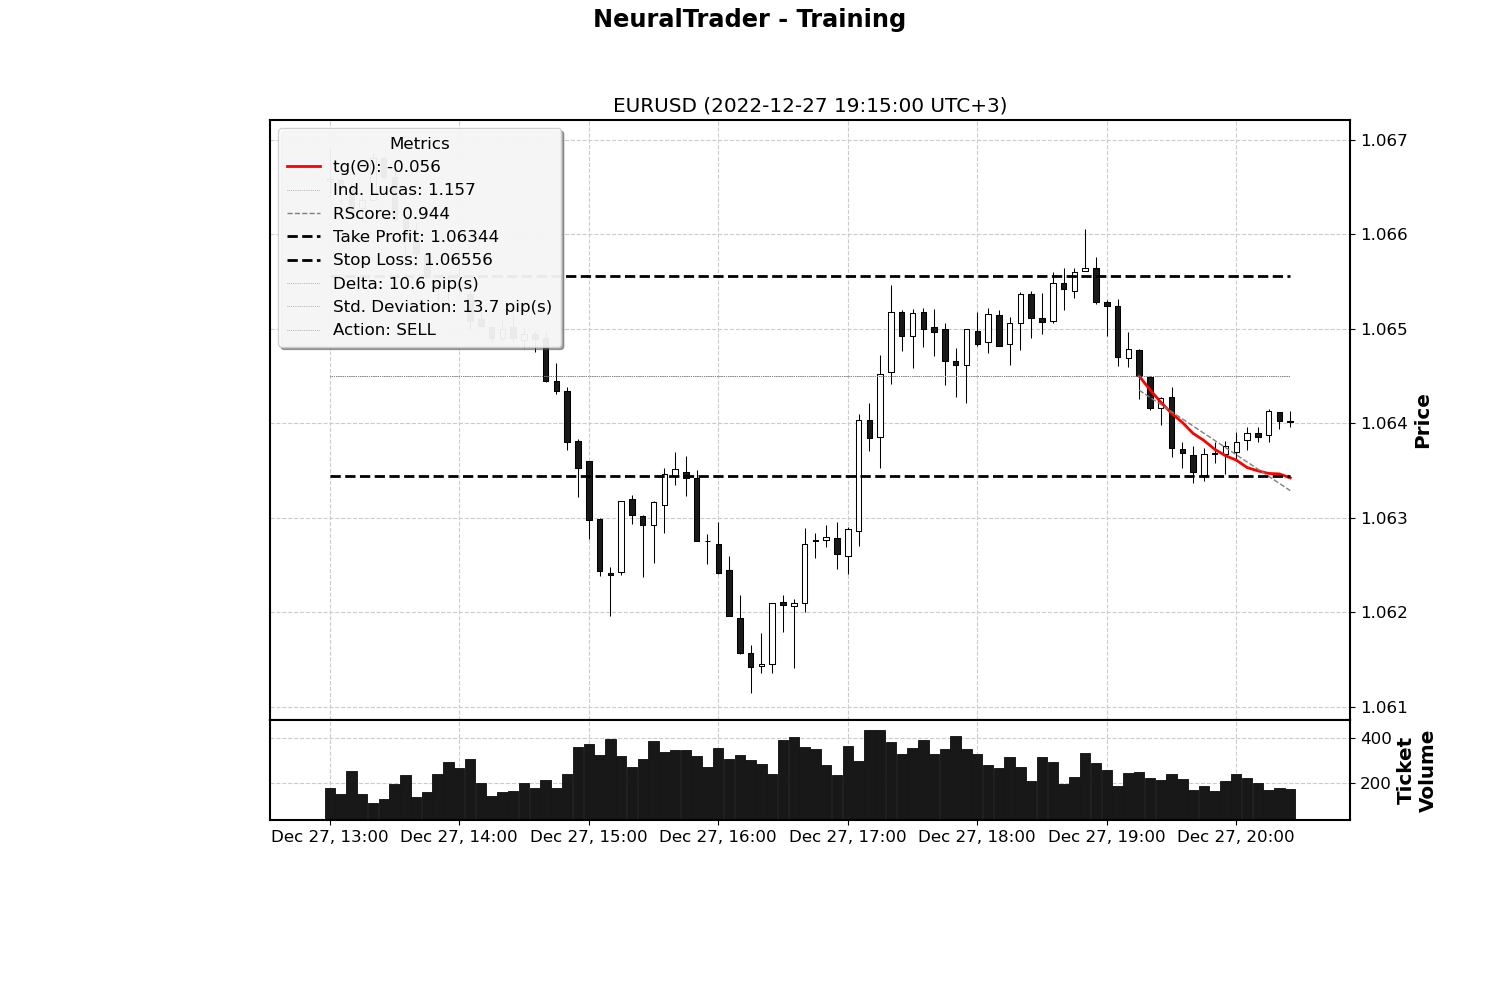 NeuralTrader - Training
EURUSD (2022-12-27 19:15:00 UTC+3)
Metrics
tg(Θ): -0.056
Ind. Lucas: 1.157
RScore: 0.944
Take Profit: 1.06344
Stop Loss: 1.06556
Delta: 10.6 pip(s)
Std. Deviation: 13.7 pip(s)
Action: SELL
1.067
1.066
1.065
1.064
1.063
1.062
1.061
Price
400
200
Ticket
Volume
Dec 27, 13:00 Dec 27, 14:00 Dec 27, 15:00 Dec 27, 16:00 Dec 27, 17:00 Dec 27, 18:00 Dec 27, 19:00 Dec 27, 20:00